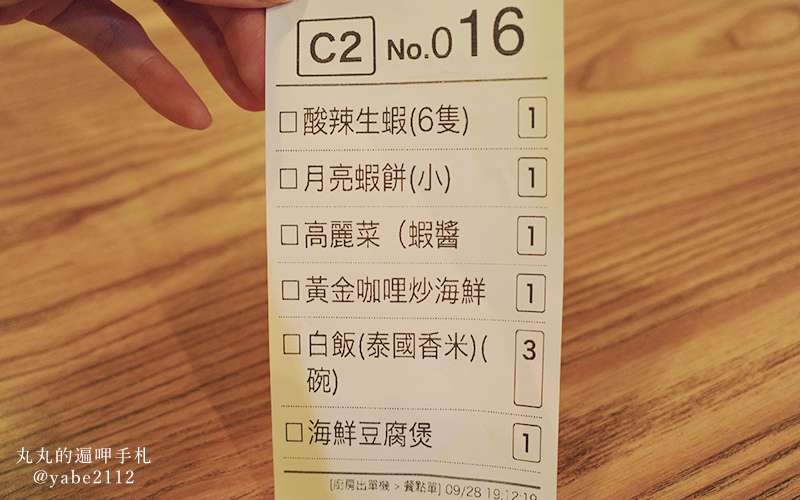 C2 No.016
酸辣生蝦(6隻) 1
月亮蝦餅(小) 1
高麗菜（蝦醬 1
黃金咖哩炒海鮮 1
白飯(泰國香米)( 3
碗)
海鮮豆腐煲 1
[廚房出單機 > 餐點單] 09/28 19:12:19
丸丸的遍呷手札
@yabe2112